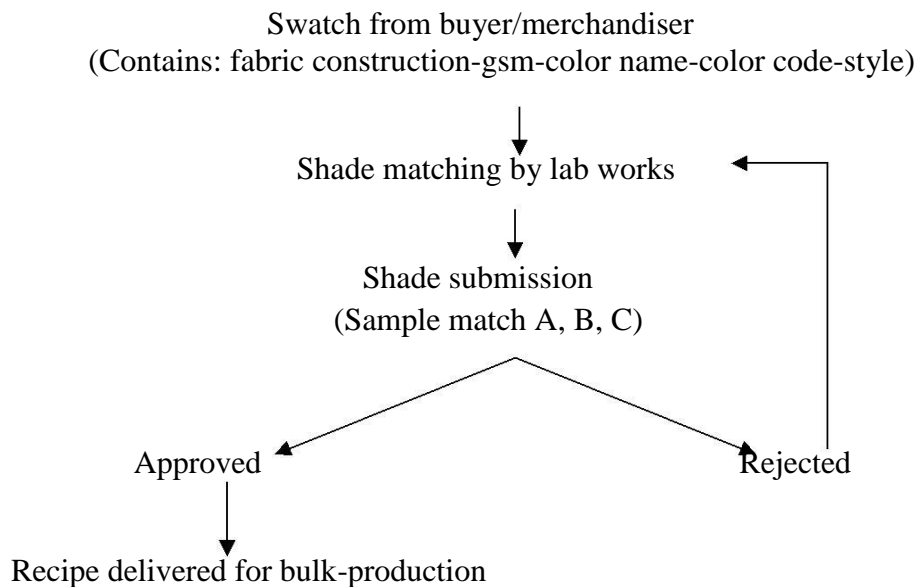 Swatch from buyer/merchandiser
(Contains: fabric construction-gsm-color name-color code-style)
Shade matching by lab works
Shade submission
(Sample match A, B, C)
Approved
Rejected
Recipe delivered for bulk-production